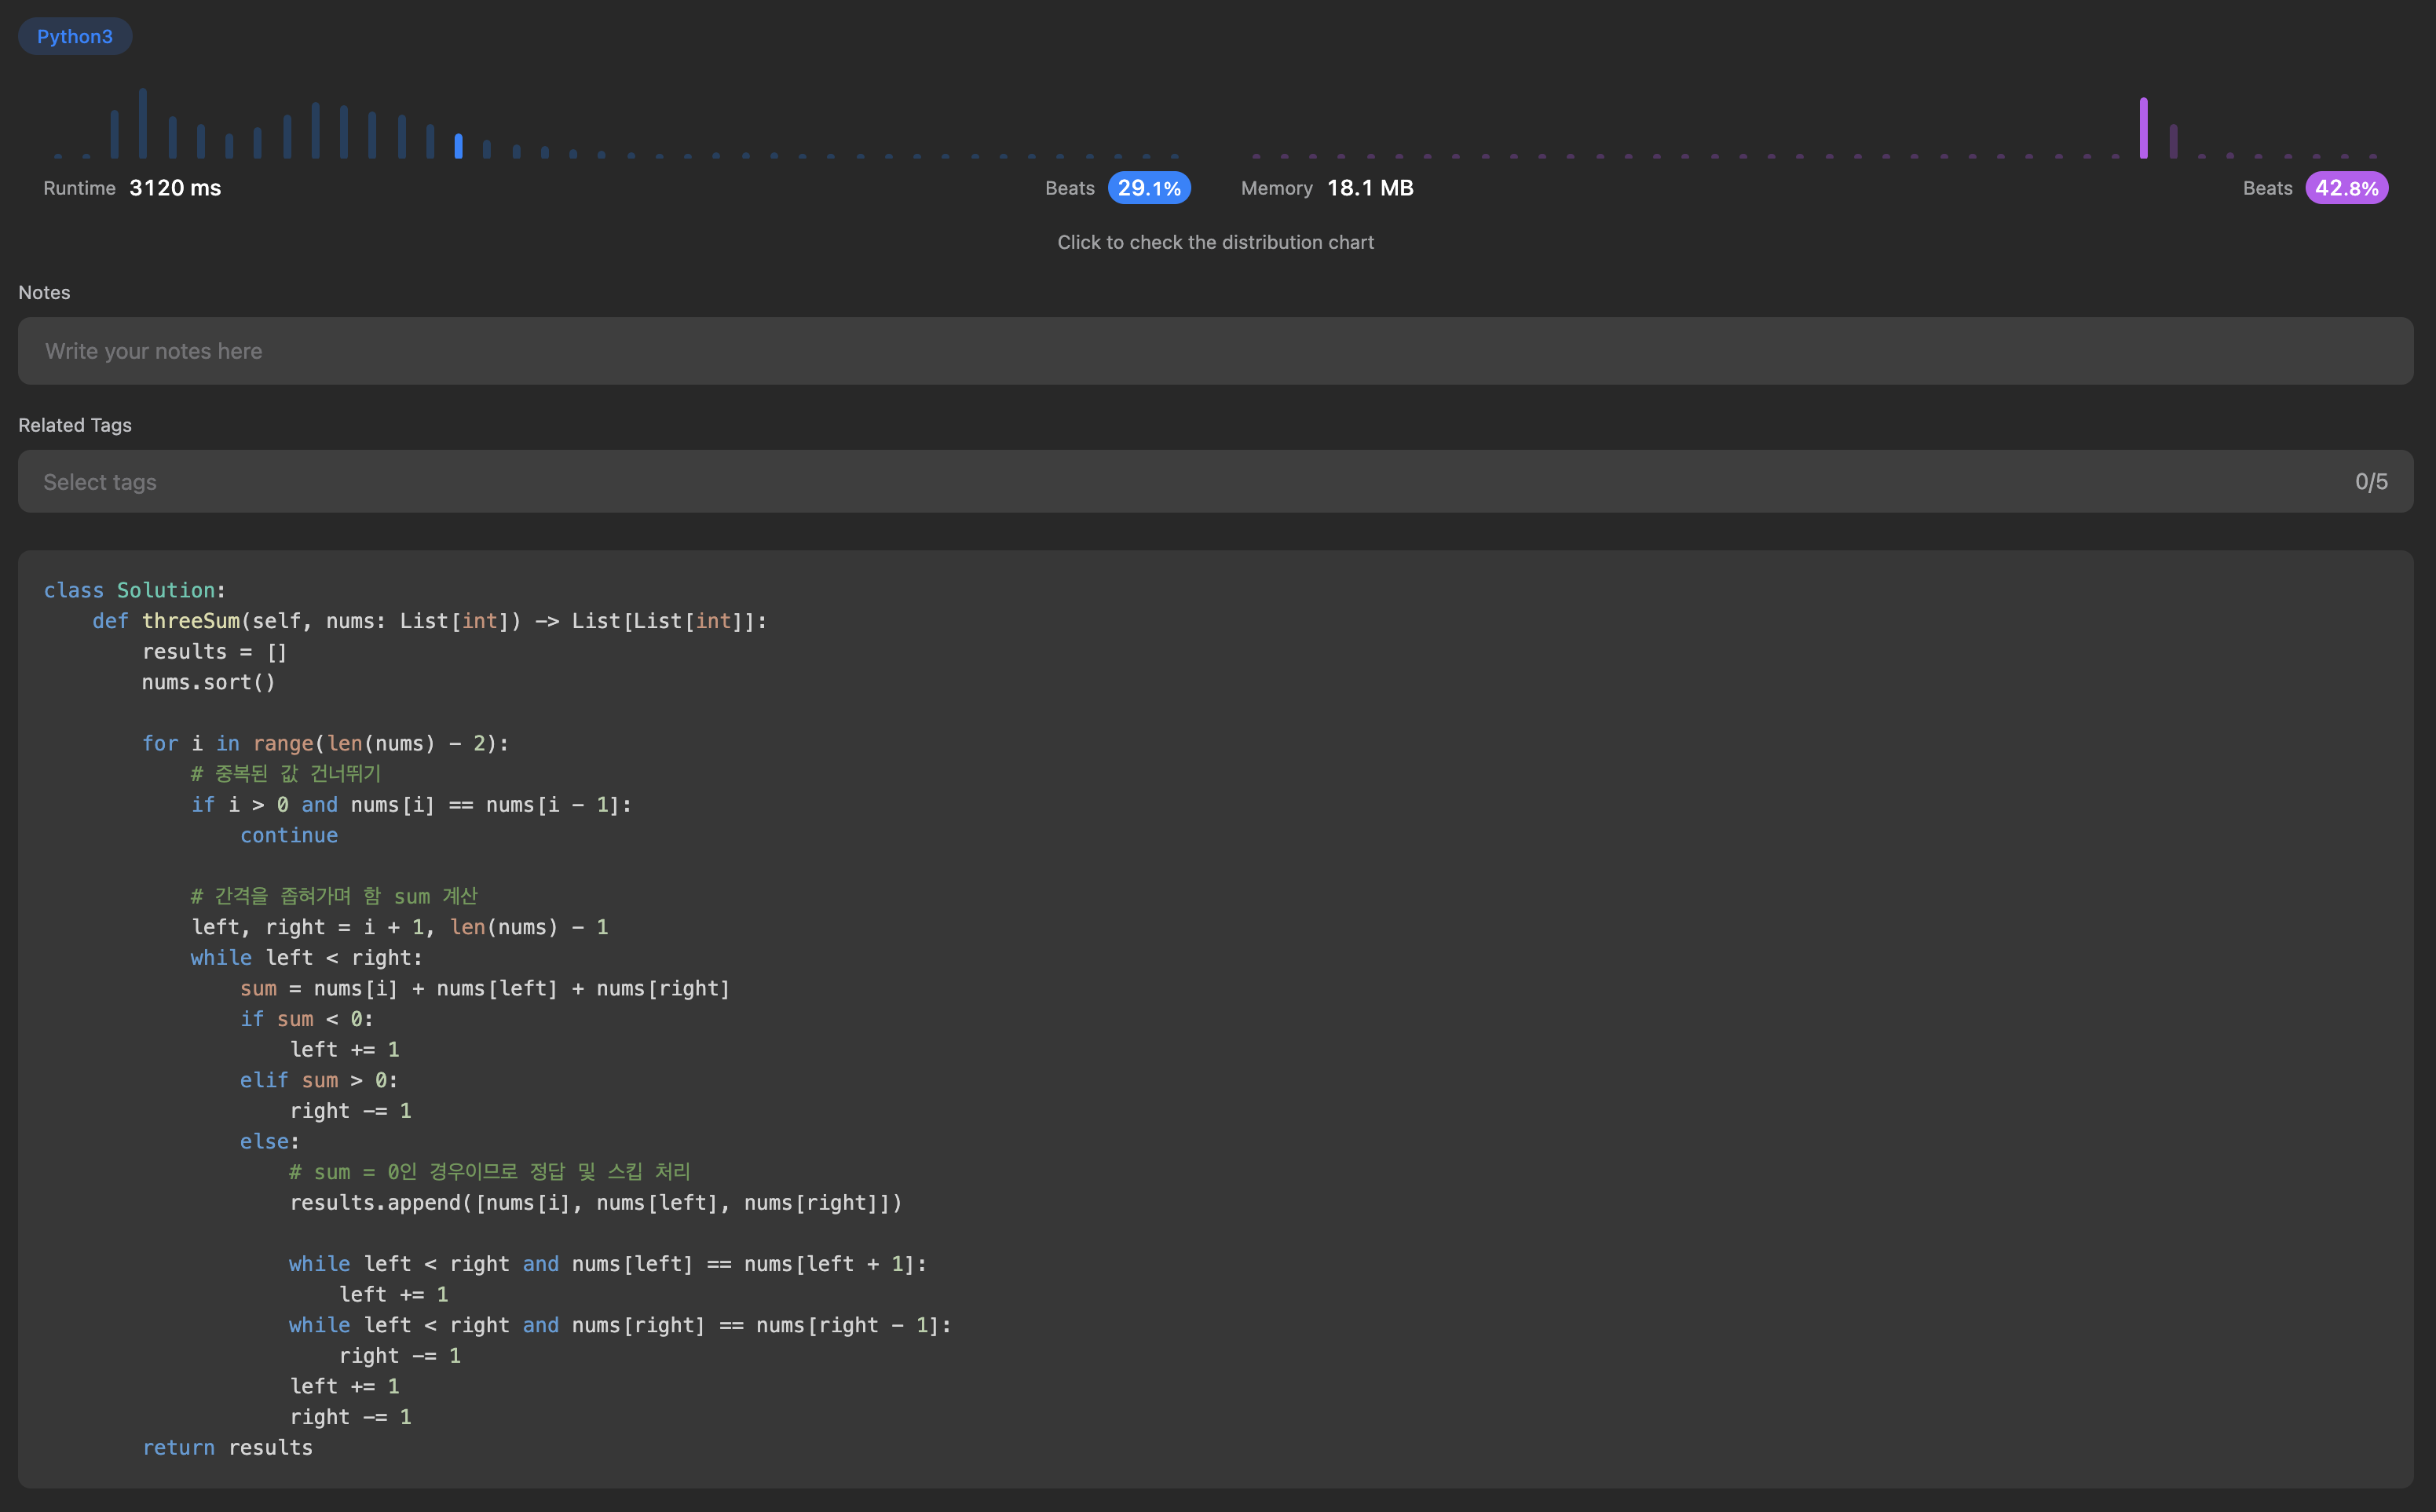 Python3
Runtime 3120 ms Beats 29.1% Memory 18.1 MB Beats 42.8%
Click to check the distribution chart
Notes
Write your notes here
Related Tags
Select tags 0/5
class Solution:
    def threeSum(self, nums: List[int]) -> List[List[int]]:
        results = []
        nums.sort()
        for i in range(len(nums) - 2):
            # 중복된 값 건너뛰기
            if i > 0 and nums[i] == nums[i - 1]:
                continue
            # 간격을 좁혀가며 함 sum 계산
            left, right = i + 1, len(nums) - 1
            while left < right:
                sum = nums[i] + nums[left] + nums[right]
                if sum < 0:
                    left += 1
                elif sum > 0:
                    right -= 1
                else:
                    # sum = 0인 경우이므로 정답 및 스킵 처리
                    results.append([nums[i], nums[left], nums[right]])
                    while left < right and nums[left] == nums[left + 1]:
                        left += 1
                    while left < right and nums[right] == nums[right - 1]:
                        right -= 1
                    left += 1
                    right -= 1
        return results